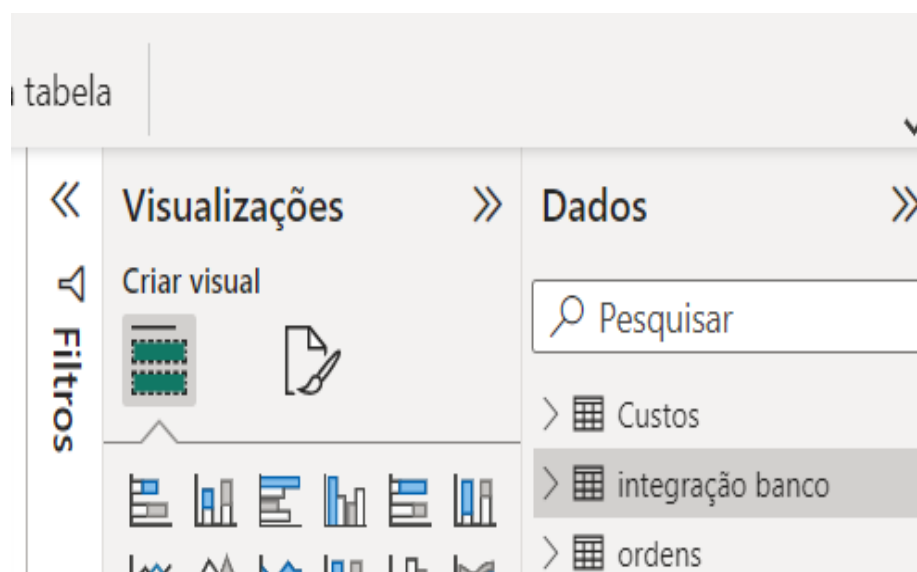 tabela
Visualizações
Dados
Criar visual
Pesquisar
Filtros
Custos
integração banco
ordens